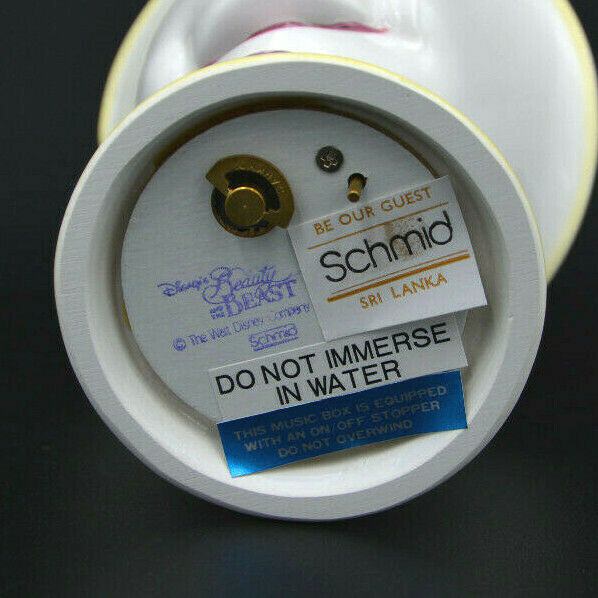 BE OUR GUEST
Schmid
SRI LANKA
Disney's Beauty
AND THE BEAST
© The Walt Disney Company
Schmid
DO NOT IMMERSE
IN WATER
THIS MUSIC BOX IS EQUIPPED
WITH AN ON/OFF STOPPER
DO NOT OVERWIND